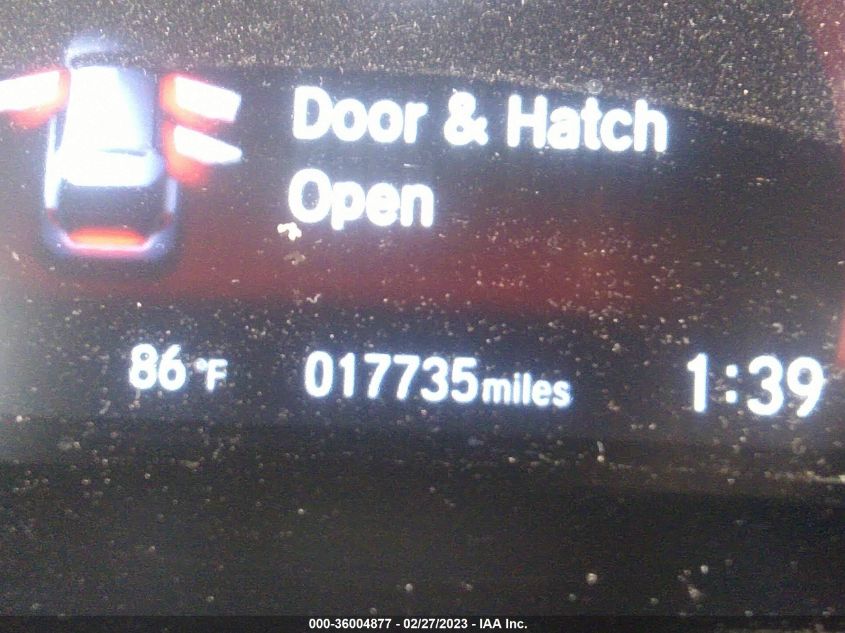 Door & Hatch
Open
86 °F 017735 miles 1:39
000-36004877 - 02/27/2023 - IAA Inc.